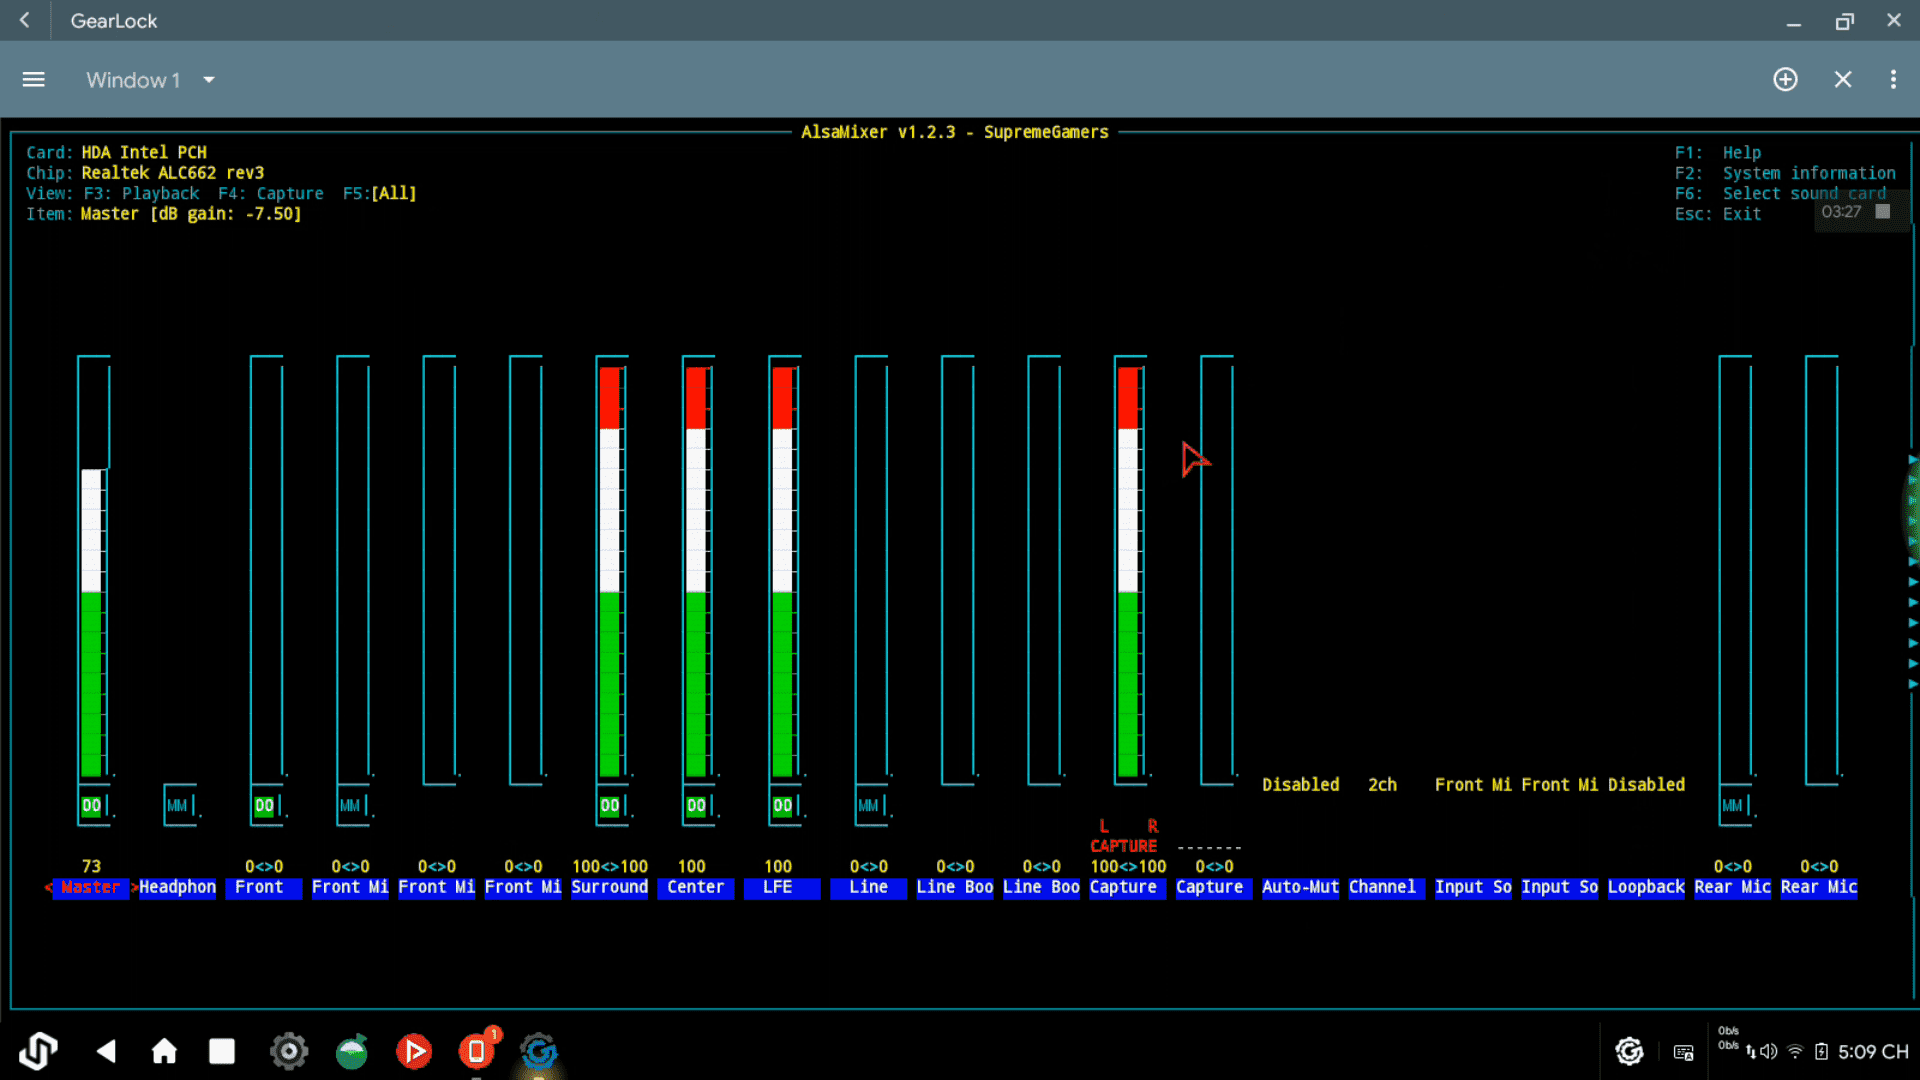 GearLock
Window 1
AlsaMixer v1.2.3 - SupremeGamers
Card: HDA Intel PCH
F1: Help
Chip: Realtek ALC662 rev3
F2: System information
View: F3: Playback F4: Capture F5:[All]
F6: Select sound card
Item: Master [dB gain: -7.50]
Esc: Exit
03:27
Disabled 2ch Front Mi Front Mi Disabled
OO MM OO MM OO OO OO MM MM
L R
CAPTURE -------
73 0<>0 0<>0 0<>0 0<>0 100<>100 100 100 0<>0 0<>0 0<>0 100<>100 0<>0 0<>0 0<>0
< Master >Headphon Front Front Mi Front Mi Front Mi Surround Center LFE Line Line Boo Line Boo Capture Capture Auto-Mut Channel Input So Input So Loopback Rear Mic Rear Mic
1
0b/s
0b/s
5:09 CH